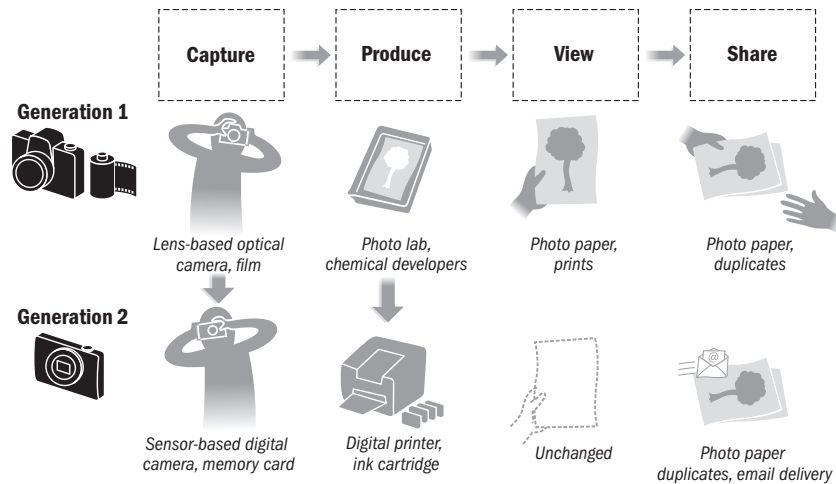 Capture
Produce
View
Share
Generation 1
Lens-based optical
camera, film
Photo lab,
chemical developers
Photo paper,
prints
Photo paper,
duplicates
Generation 2
@
Sensor-based digital
camera, memory card
Digital printer,
ink cartridge
Unchanged
Photo paper
duplicates, email delivery